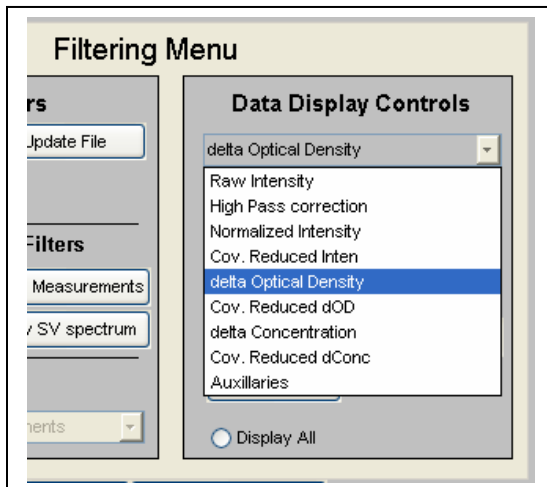 Filtering Menu
rs
Update File
Filters
Measurements
SV spectrum
ments
Data Display Controls
delta Optical Density
Raw Intensity
High Pass correction
Normalized Intensity
Cov. Reduced Inten
delta Optical Density
Cov. Reduced dOD
delta Concentration
Cov. Reduced dConc
Auxillaries
Display All